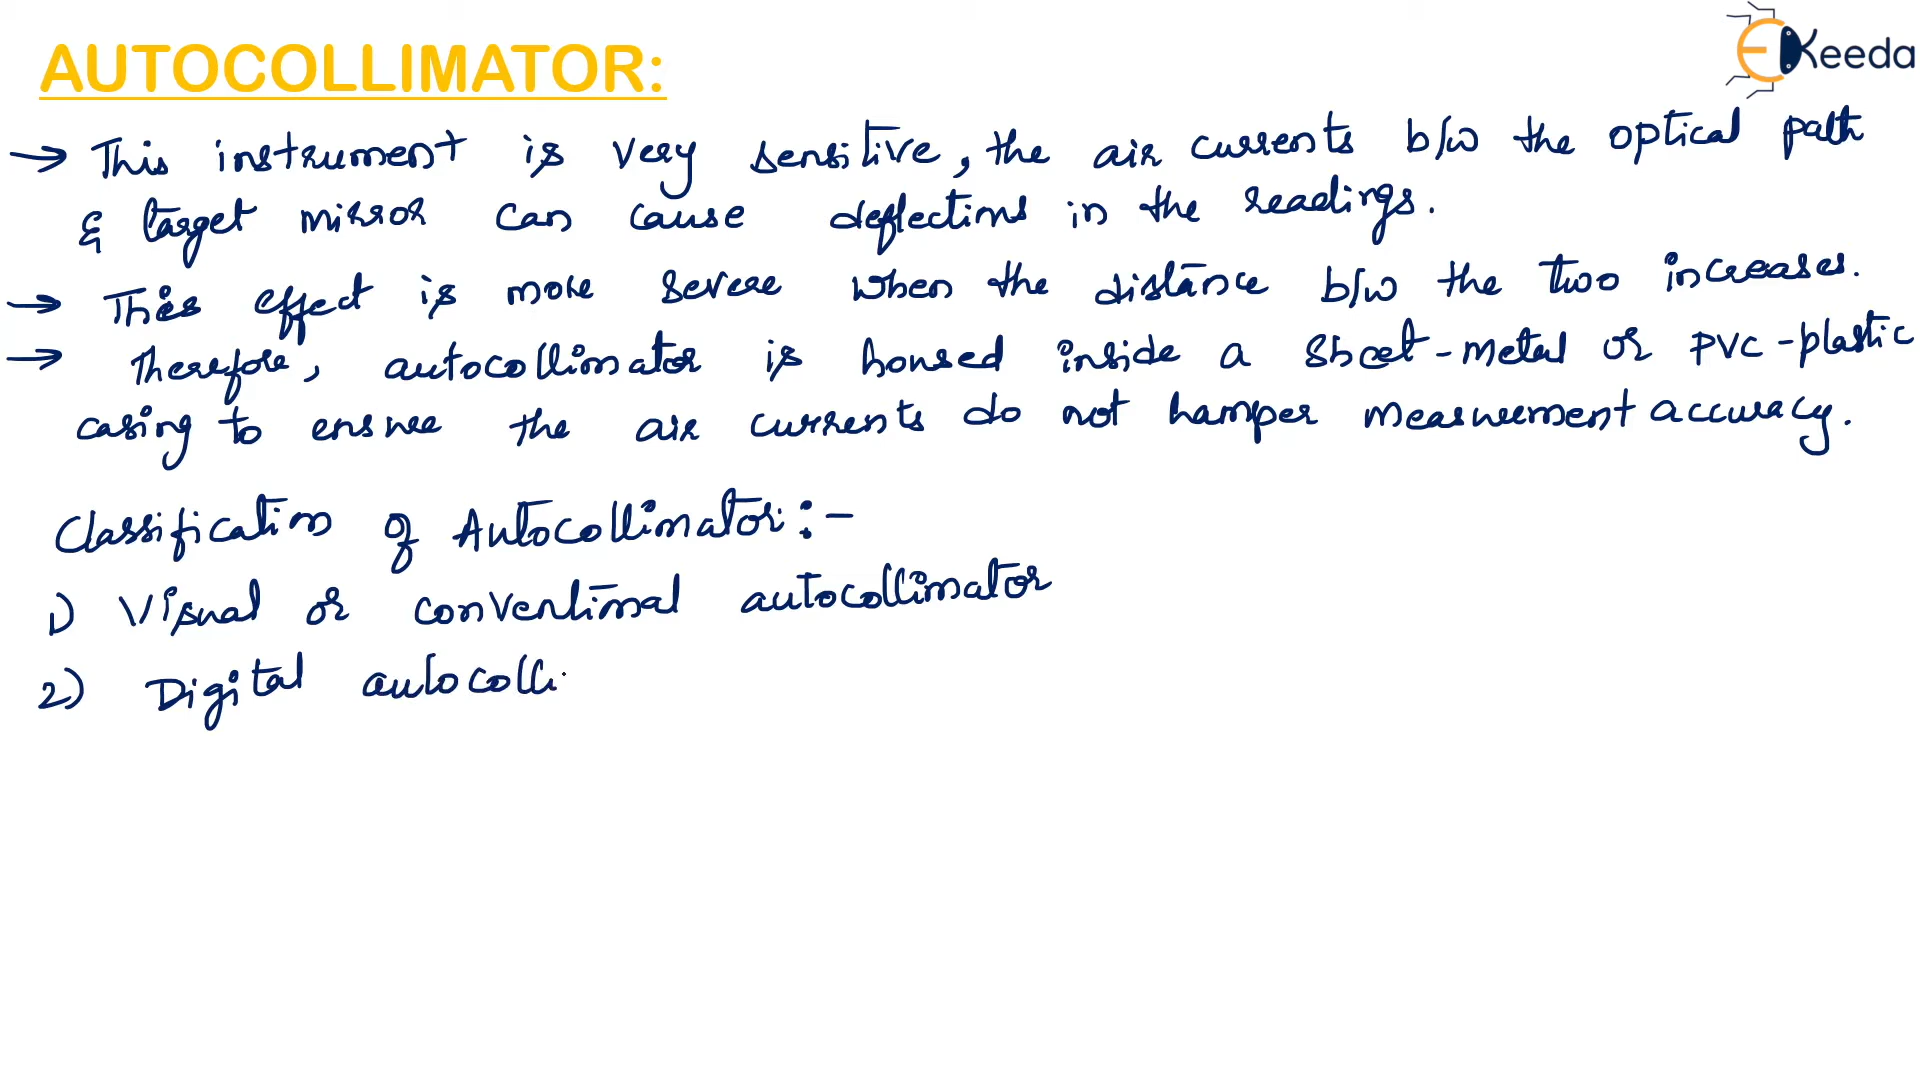 AUTOCOLLIMATOR:
EKeeda
→ This instrument is very sensitive, the air currents b/w the optical path
& target mirror can cause deflections in the readings.
→ This effect is more severe when the distance b/w the two increases.
→ Therefore, autocollimator is housed inside a sheet-metal or PVC-plastic
casing to ensure the air currents do not hamper measurement accuracy.
Classification of Autocollimator:-
1) Visual or conventional autocollimator
2) Digital autocolli